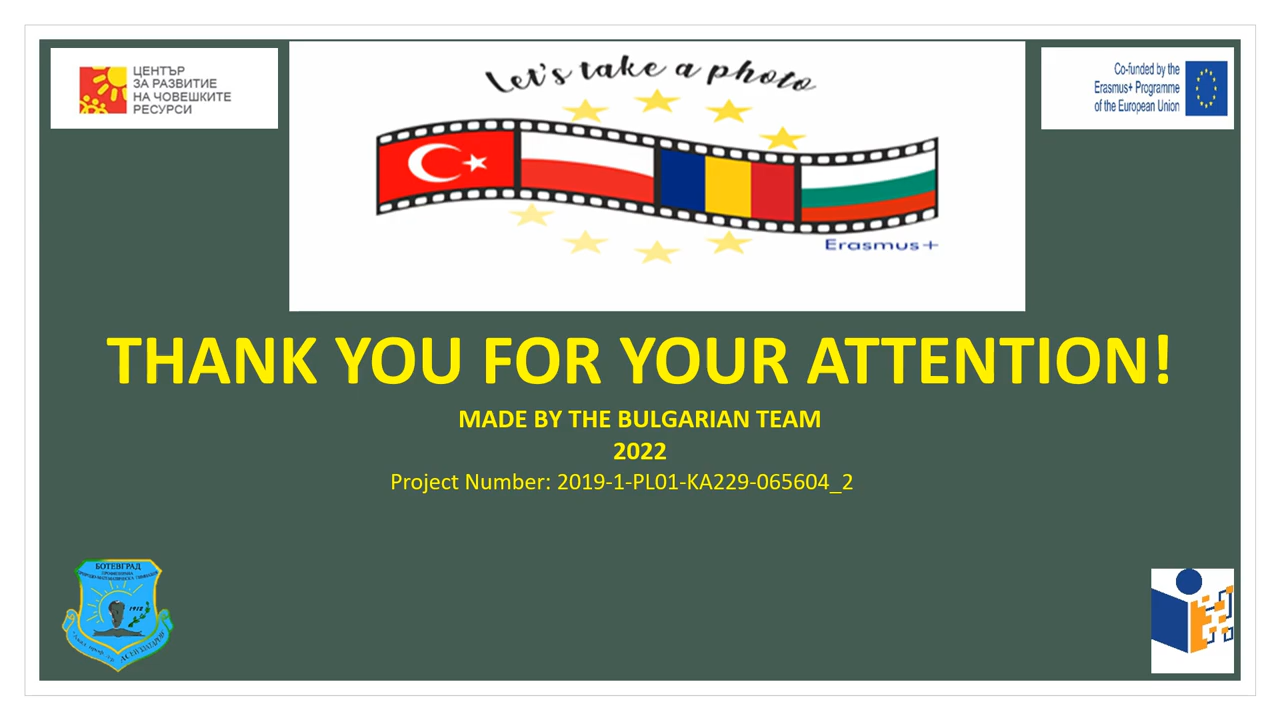 ЦЕНТЪР
ЗА РАЗВИТИЕ
НА ЧОВЕШКИТЕ
РЕСУРСИ
Let's take a photo
Erasmus+
Co-funded by the
Erasmus+ Programme
of the European Union
THANK YOU FOR YOUR ATTENTION!
MADE BY THE BULGARIAN TEAM
2022
Project Number: 2019-1-PL01-KA229-065604_2
БОТЕВГРАД
1912